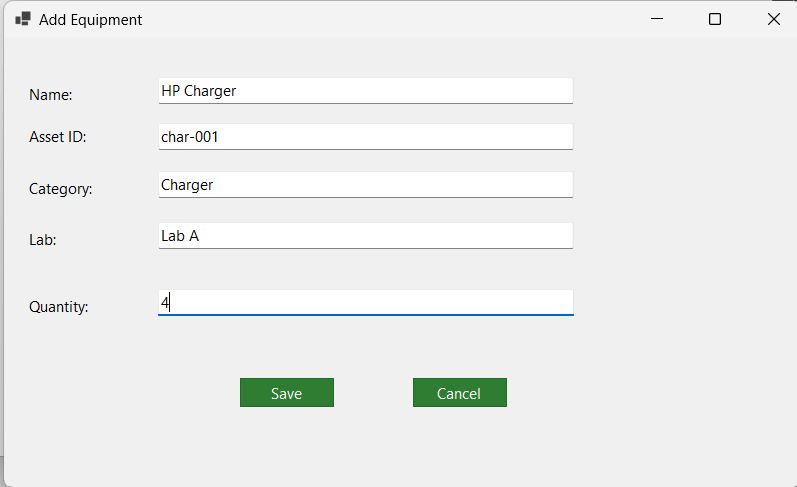 Add Equipment
Name: HP Charger
Asset ID: char-001
Category: Charger
Lab: Lab A
Quantity: 4
Save Cancel